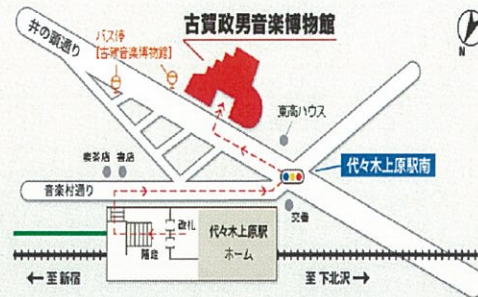 古賀政男音楽博物館
井の頭通り
バス停
【古賀音楽博物館】
N
東高ハウス
喫茶店
書店
代々木上原駅南
音楽村通り
交番
改札
階段
代々木上原駅
ホーム
←至新宿
至下北沢→